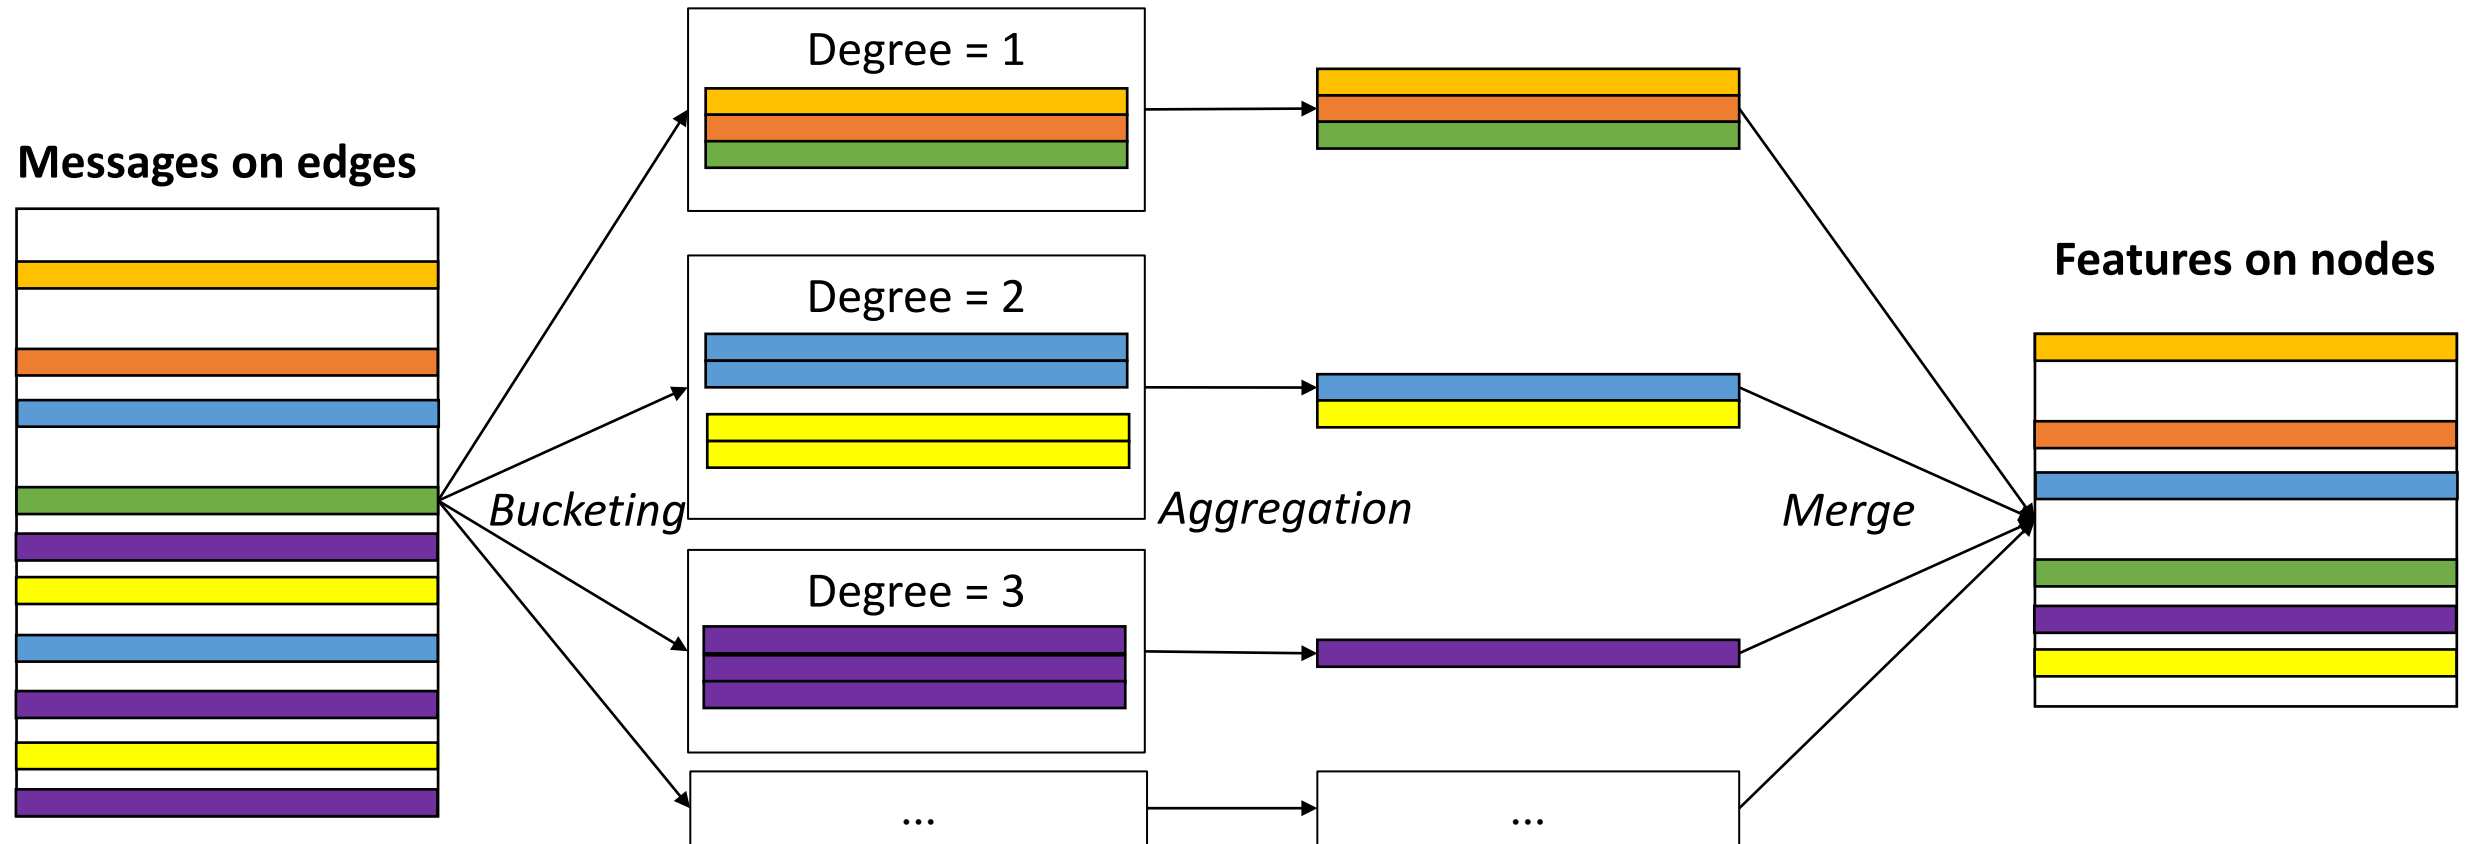 Messages on edges
Bucketing
Degree = 1
Degree = 2
Degree = 3
...
Aggregation
...
Merge
Features on nodes